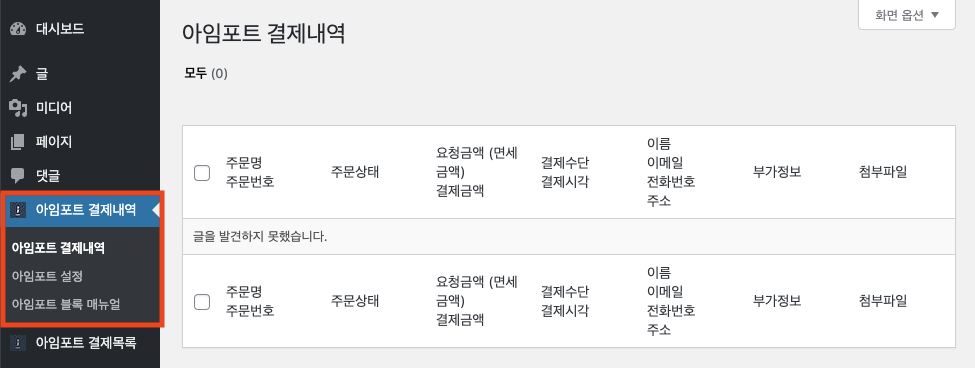 대시보드
글
미디어
페이지
댓글
아임포트 결제내역
아임포트 결제내역
아임포트 설정
아임포트 블록 매뉴얼
아임포트 결제목록
화면 옵션 ▼
아임포트 결제내역
모두 (0)
주문명
주문번호
주문상태
요청금액 (면세
금액)
결제금액
결제수단
결제시각
이름
이메일
전화번호
주소
부가정보
첨부파일
글을 발견하지 못했습니다.
주문명
주문번호
주문상태
요청금액 (면세
금액)
결제금액
결제수단
결제시각
이름
이메일
전화번호
주소
부가정보
첨부파일